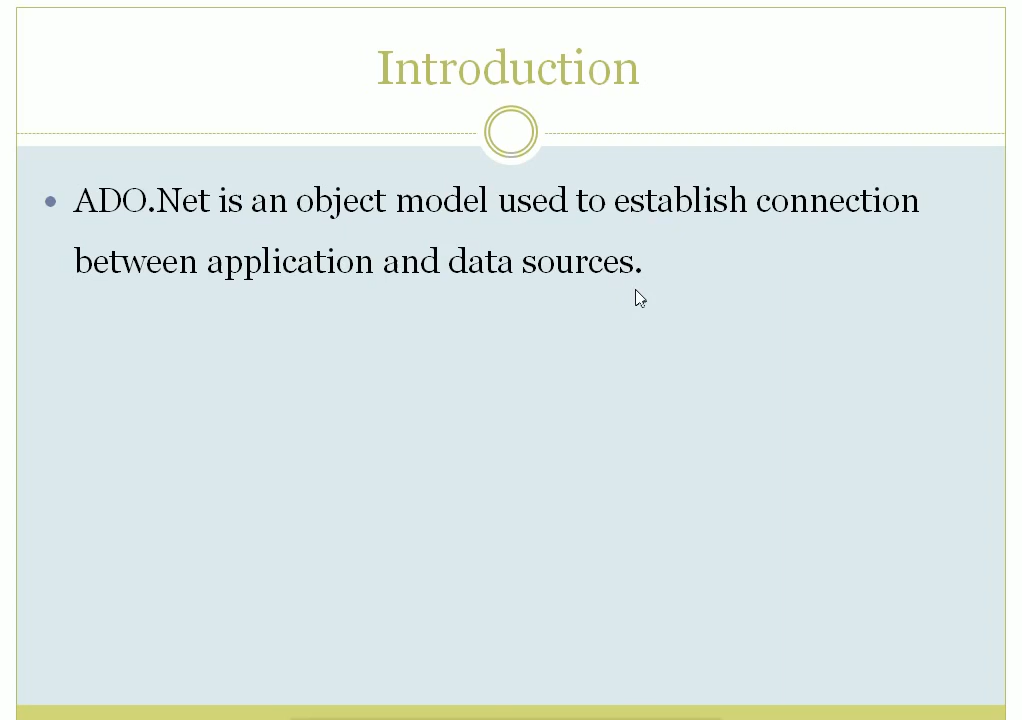 Introduction
• ADO.Net is an object model used to establish connection
between application and data sources.